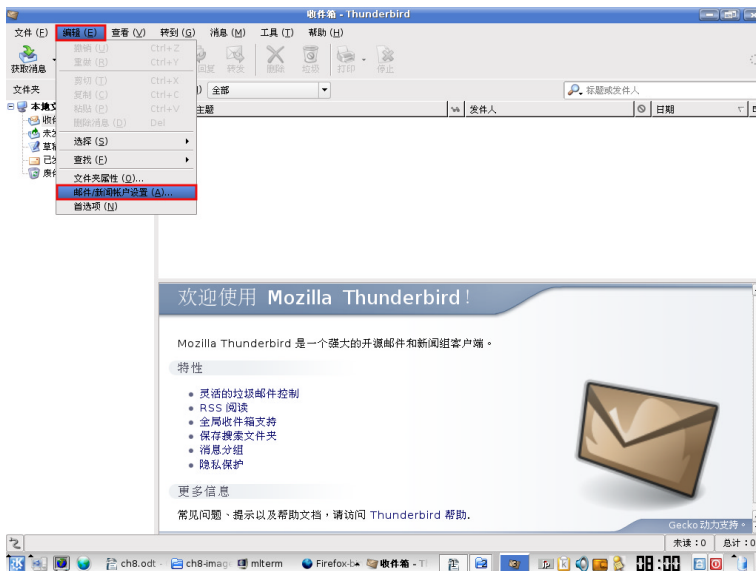 收件箱 - Thunderbird
文件 (F) 编辑 (E) 查看 (V) 转到 (G) 消息 (M) 工具 (T) 帮助 (H)
获取消息 回复 转发 删除 垃圾 打印 停止
撤销 (U) Ctrl+Z
重做 (R) Ctrl+Y
剪切 (T) Ctrl+X
复制 (C) Ctrl+C
粘贴 (P) Ctrl+V
删除消息 (D) Del
选择 (S)
查找 (F)
文件夹属性 (O)...
邮件/新闻帐户设置 (A)...
首选项 (N)
文件夹
全部
标题或发件人
主题 发件人 日期
欢迎使用 Mozilla Thunderbird!
Mozilla Thunderbird 是一个强大的开源邮件和新闻组客户端。
特性
灵活的垃圾邮件控制
RSS 阅读
全局收件箱支持
保存搜索文件夹
消息分组
隐私保护
更多信息
常见问题、提示以及帮助文档，请访问 Thunderbird 帮助.
Gecko 动力支持。
未读：0 总计：0
ch8.odt - ch8-imag mlterm Firefox-b 收件箱 - T